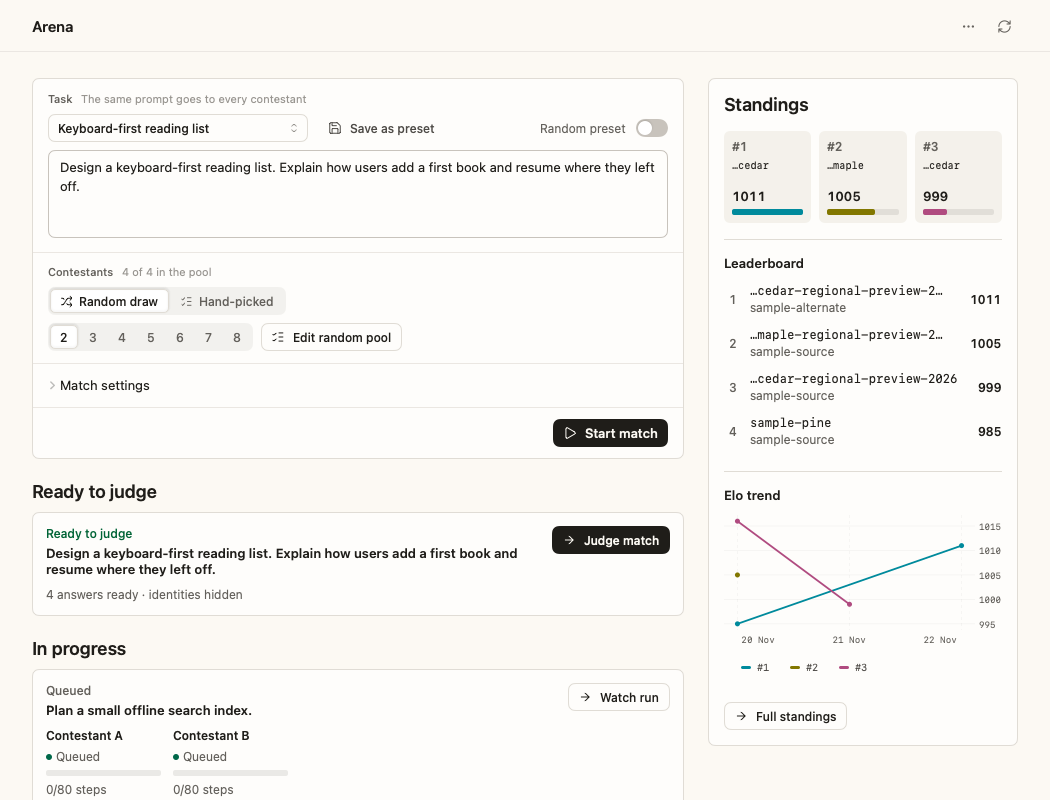 Arena
Task The same prompt goes to every contestant
Keyboard-first reading list
Save as preset
Random preset
Design a keyboard-first reading list. Explain how users add a first book and resume where they left
off.
Contestants 4 of 4 in the pool
Random draw Hand-picked
2 3 4 5 6 7 8 Edit random pool
Match settings
Start match
Ready to judge
Ready to judge
Design a keyboard-first reading list. Explain how users add a first book and
resume where they left off.
4 answers ready · identities hidden
Judge match
In progress
Queued
Plan a small offline search index.
Watch run
Contestant A Contestant B
Queued Queued
0/80 steps 0/80 steps
Standings
#1 #2 #3
…cedar …maple …cedar
1011 1005 999
Leaderboard
1 …cedar-regional-preview-2… 1011
sample-alternate
2 …maple-regional-preview-2… 1005
sample-source
3 …cedar-regional-preview-2026 999
sample-source
4 sample-pine 985
sample-source
Elo trend
1015
1010
1005
1000
995
20 Nov 21 Nov 22 Nov
#1 #2 #3
Full standings